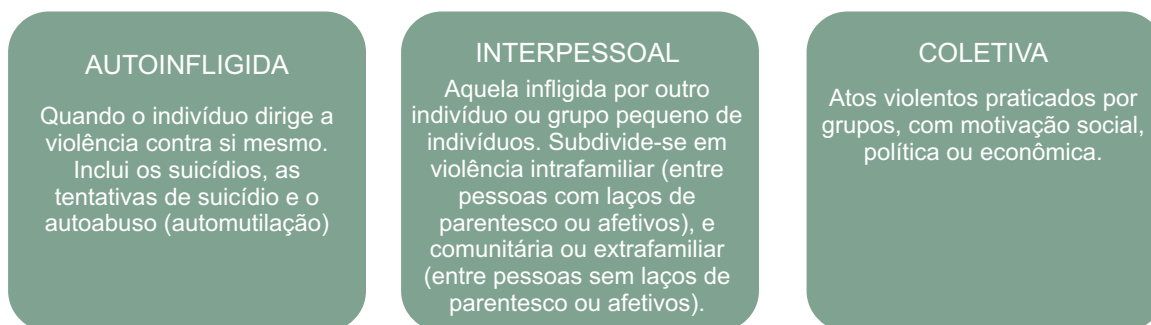 AUTOINFLIGIDA
Quando o indivíduo dirige a
violência contra si mesmo.
Inclui os suicídios, as
tentativas de suicídio e o
autoabuso (automutilação)
INTERPESSOAL
Aquela infligida por outro
indivíduo ou grupo pequeno de
indivíduos. Subdivide-se em
violência intrafamiliar (entre
pessoas com laços de
parentesco ou afetivos), e
comunitária ou extrafamiliar
(entre pessoas sem laços de
parentesco ou afetivos).
COLETIVA
Atos violentos praticados por
grupos, com motivação social,
política ou econômica.